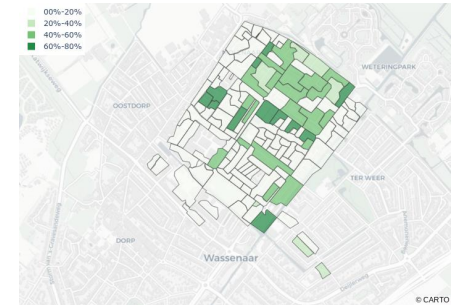 00%-20%
20%-40%
40%-60%
60%-80%
WETERINGPARK
OOSTDORP
TER WEER
DORP
Wassenaar
© CARTO